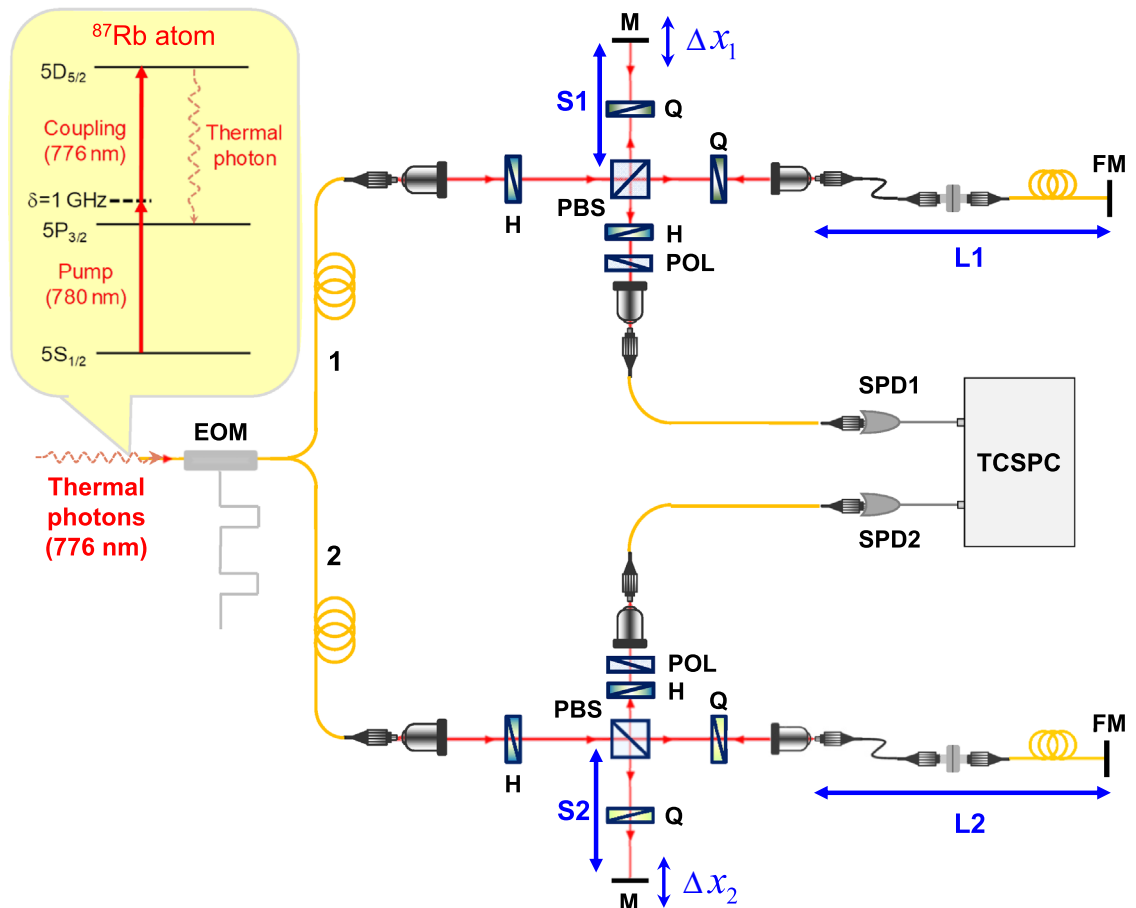 ⁸⁷Rb atom
5D5/2
Coupling
(776 nm)
Thermal
photon
δ=1 GHz
5P3/2
Pump
(780 nm)
5S1/2
M
Δx₁
S1
Q
Q
FM
H
PBS
H
POL
L1
1
SPD1
EOM
TCSPC
Thermal
photons
(776 nm)
SPD2
2
POL
H
PBS
Q
FM
H
S2
Q
L2
M
Δx₂